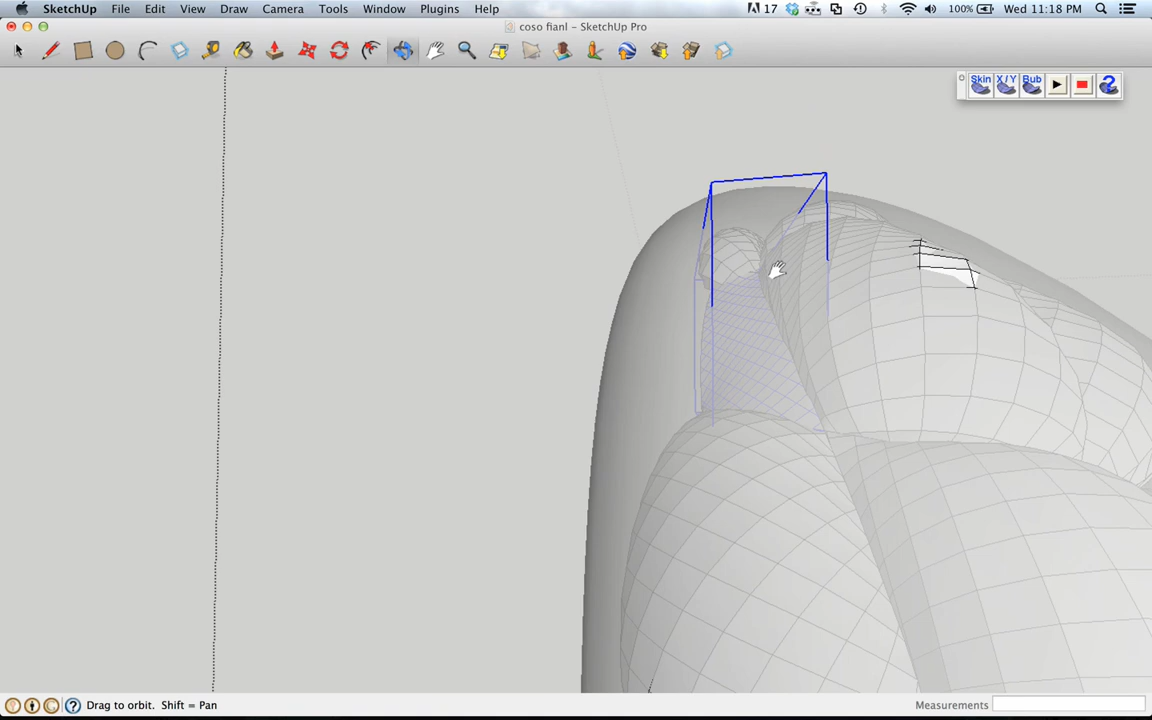 SketchUp File Edit View Draw Camera Tools Window Plugins Help 17 100% Wed 11:18 PM
coso fianl - SketchUp Pro
Skin X / Y Bub ?
? Drag to orbit. Shift = Pan Measurements